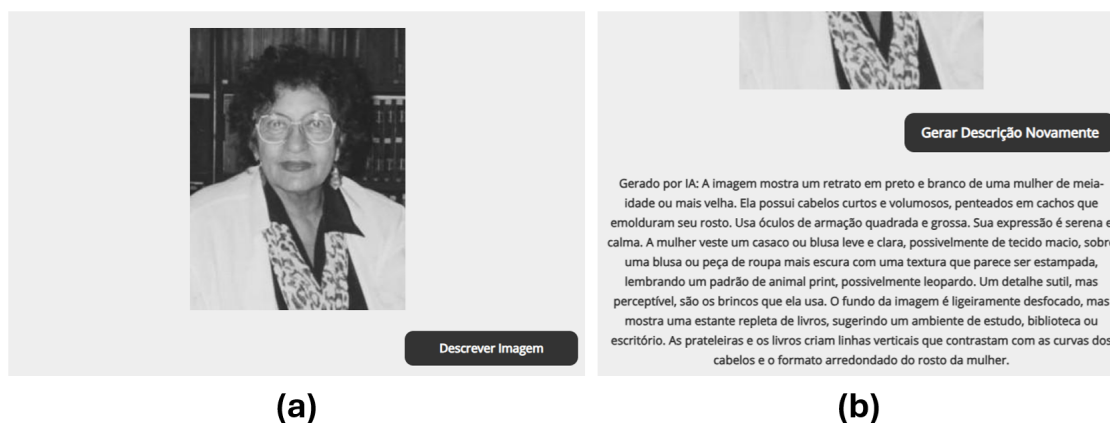 Descrever Imagem
(a)
Gerar Descrição Novamente
Gerado por IA: A imagem mostra um retrato em preto e branco de uma mulher de meia-
idade ou mais velha. Ela possui cabelos curtos e volumosos, penteados em cachos que
emolduram seu rosto. Usa óculos de armação quadrada e grossa. Sua expressão é serena e
calma. A mulher veste um casaco ou blusa leve e clara, possivelmente de tecido macio, sobre
uma blusa ou peça de roupa mais escura com uma textura que parece ser estampada,
lembrando um padrão de animal print, possivelmente leopardo. Um detalhe sutil, mas
perceptível, são os brincos que ela usa. O fundo da imagem é ligeiramente desfocado, mas
mostra uma estante repleta de livros, sugerindo um ambiente de estudo, biblioteca ou
escritório. As prateleiras e os livros criam linhas verticais que contrastam com as curvas dos
cabelos e o formato arredondado do rosto da mulher.
(b)